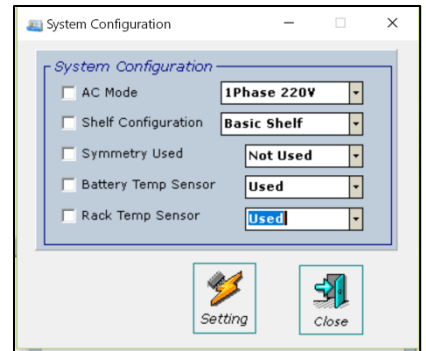 System Configuration
System Configuration
AC Mode 1Phase 220V
Shelf Configuration Basic Shelf
Symmetry Used Not Used
Battery Temp Sensor Used
Rack Temp Sensor Used
Setting Close